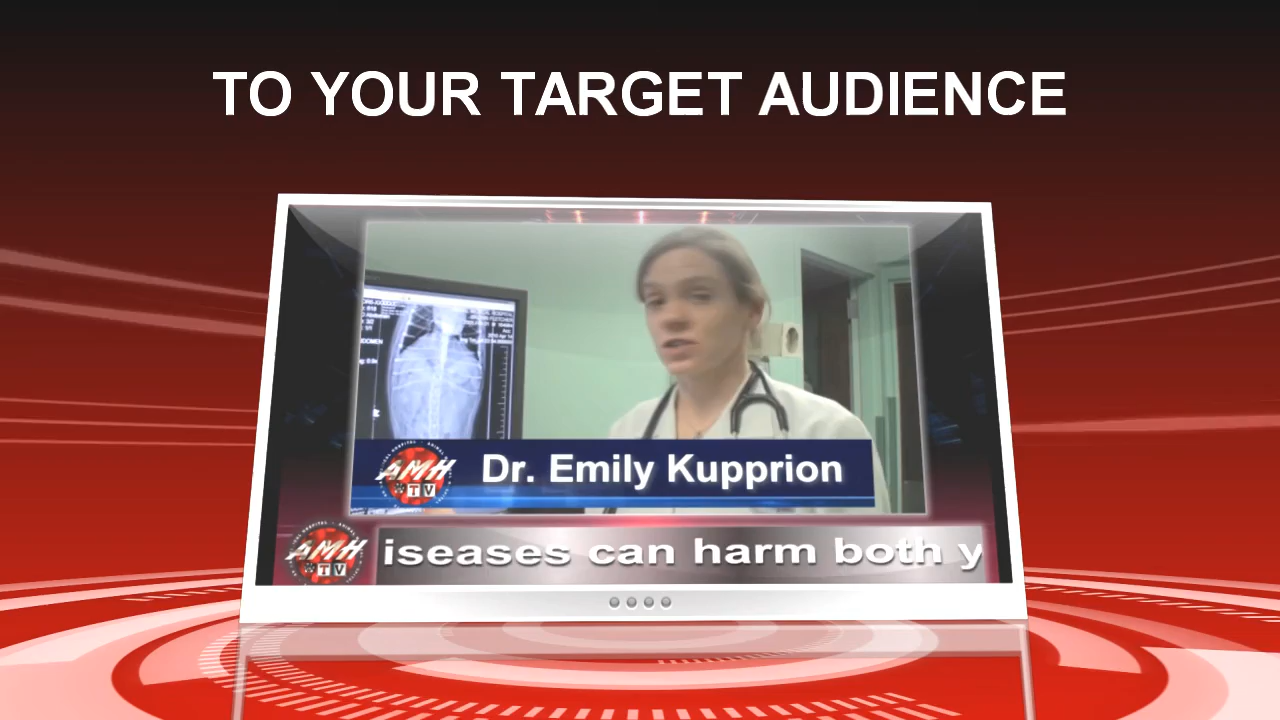 TO YOUR TARGET AUDIENCE
AMH
TV
Dr. Emily Kupprion
AMH
TV
iseases can harm both y